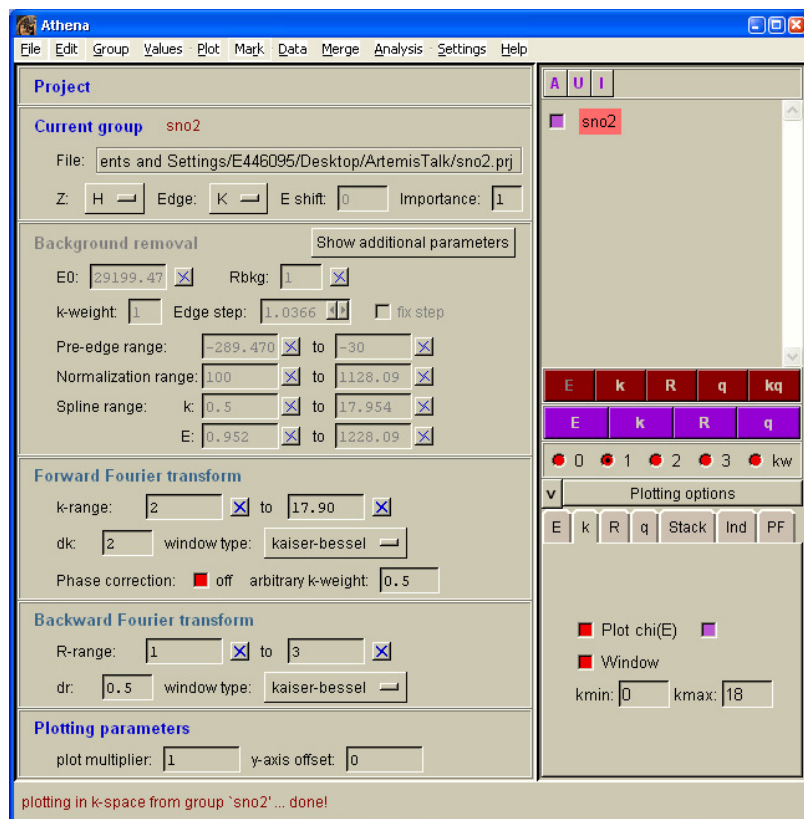 Athena
File Edit Group Values Plot Mark Data Merge Analysis Settings Help
Project
Current group sno2
File: ents and Settings/E446095/Desktop/ArtemisTalk/sno2.prj
Z: H Edge: K E shift: 0 Importance: 1
Background removal Show additional parameters
E0: 29199.47 Rbkg: 1
k-weight: 1 Edge step: 1.0366 fix step
Pre-edge range: -289.470 to -30
Normalization range: 100 to 1128.09
Spline range: k: 0.5 to 17.954
E: 0.952 to 1228.09
Forward Fourier transform
k-range: 2 to 17.90
dk: 2 window type: kaiser-bessel
Phase correction: off arbitrary k-weight: 0.5
Backward Fourier transform
R-range: 1 to 3
dr: 0.5 window type: kaiser-bessel
Plotting parameters
plot multiplier: 1 y-axis offset: 0
plotting in k-space from group `sno2' ... done!
A U I
sno2
E k R q kq
E k R q
0 1 2 3 kw
v Plotting options
E k R q Stack Ind PF
Plot chi(E)
Window
kmin: 0 kmax: 18